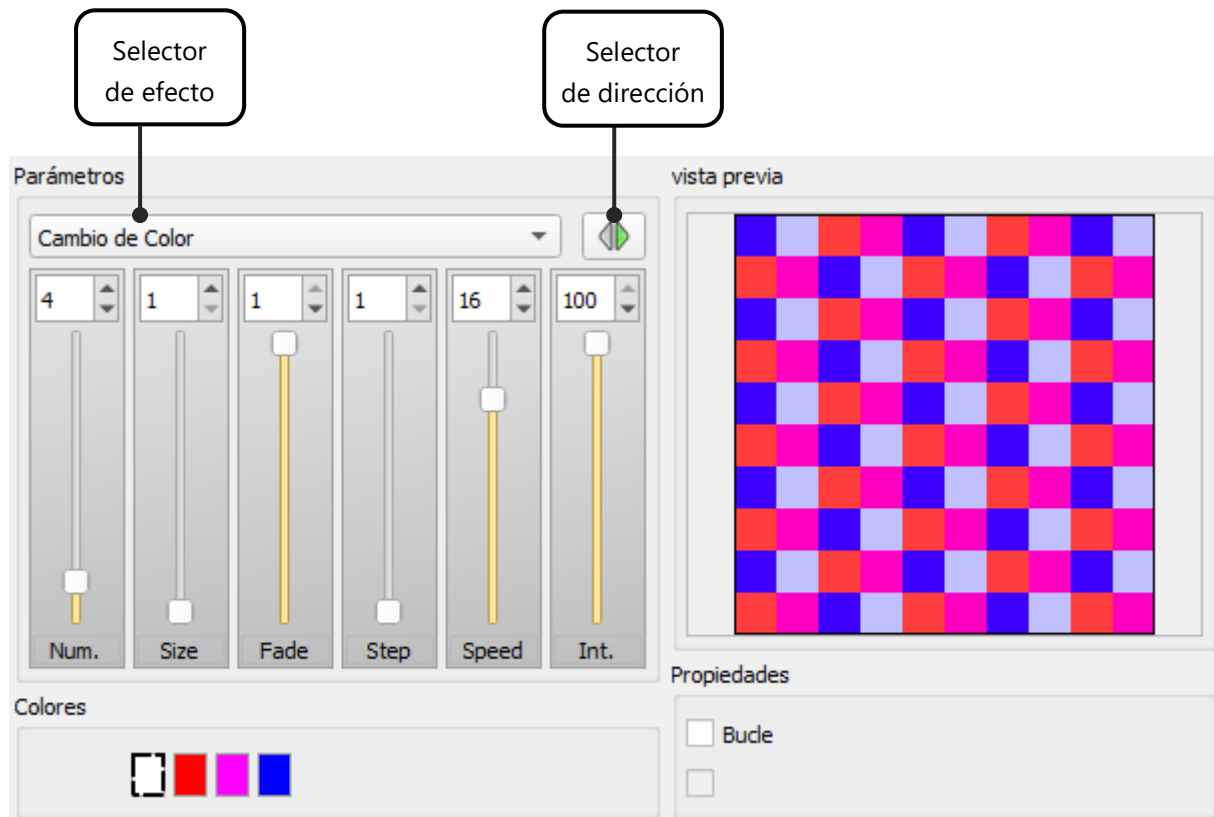 Selector
de efecto
Selector
de dirección
Parámetros
Cambio de Color
4 1 1 1 16 100
Num. Size Fade Step Speed Int.
Colores
vista previa
Propiedades
Bucle